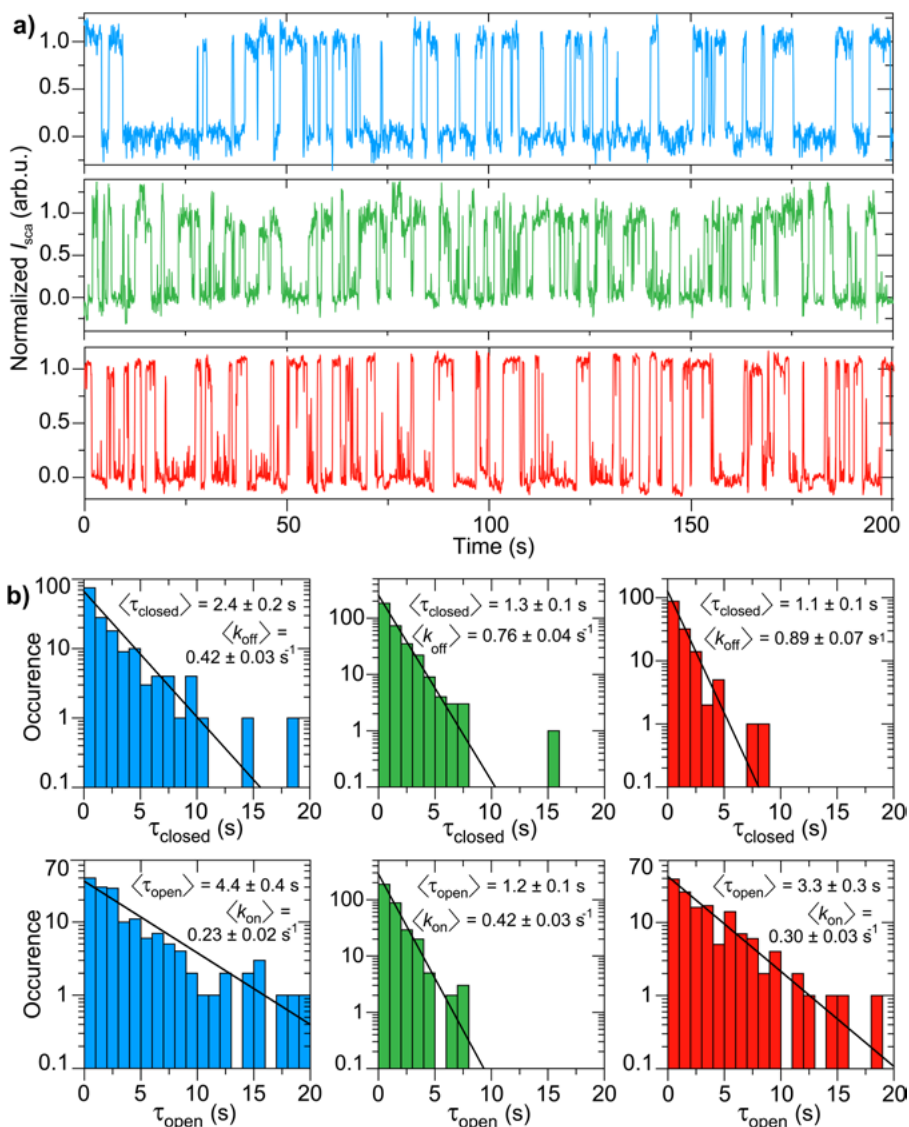 a)
Normalized Isca (arb.u.)
1.0
0.5
0.0
1.0
0.5
0.0
1.0
0.5
0.0
0 50 100 150 200
Time (s)
b)
Occurence
100
10
1
0.1
⟨τclosed⟩ = 2.4 ± 0.2 s
⟨koff⟩ =
0.42 ± 0.03 s-1
0 5 10 15 20
τclosed (s)
100
10
1
0.1
⟨τclosed⟩ = 1.3 ± 0.1 s
⟨koff⟩ = 0.76 ± 0.04 s-1
0 5 10 15 20
τclosed (s)
100
10
1
0.1
⟨τclosed⟩ = 1.1 ± 0.1 s
⟨koff⟩ = 0.89 ± 0.07 s-1
0 5 10 15 20
τclosed (s)
Occurence
70
10
1
0.1
⟨τopen⟩ = 4.4 ± 0.4 s
⟨kon⟩ =
0.23 ± 0.02 s-1
0 5 10 15 20
τopen (s)
100
10
1
0.1
⟨τopen⟩ = 1.2 ± 0.1 s
⟨kon⟩ = 0.42 ± 0.03 s-1
0 5 10 15 20
τopen (s)
70
10
1
0.1
⟨τopen⟩ = 3.3 ± 0.3 s
⟨kon⟩ =
0.30 ± 0.03 s-1
0 5 10 15 20
τopen (s)